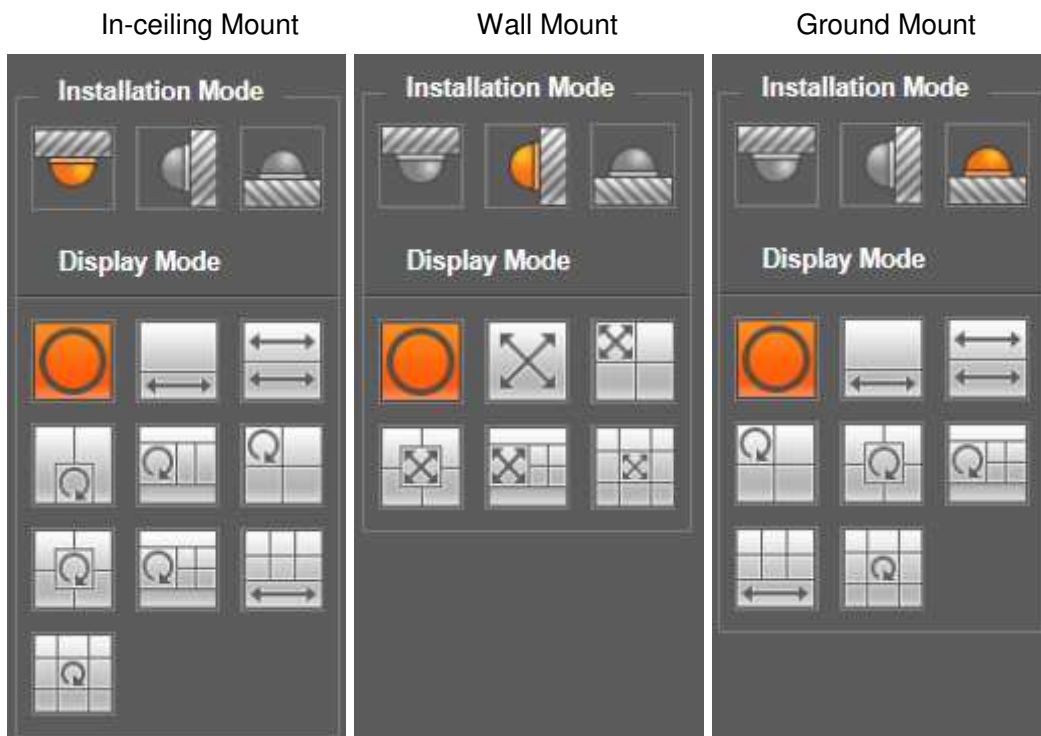 In-ceiling Mount
Wall Mount
Ground Mount
Installation Mode
Installation Mode
Installation Mode
Display Mode
Display Mode
Display Mode